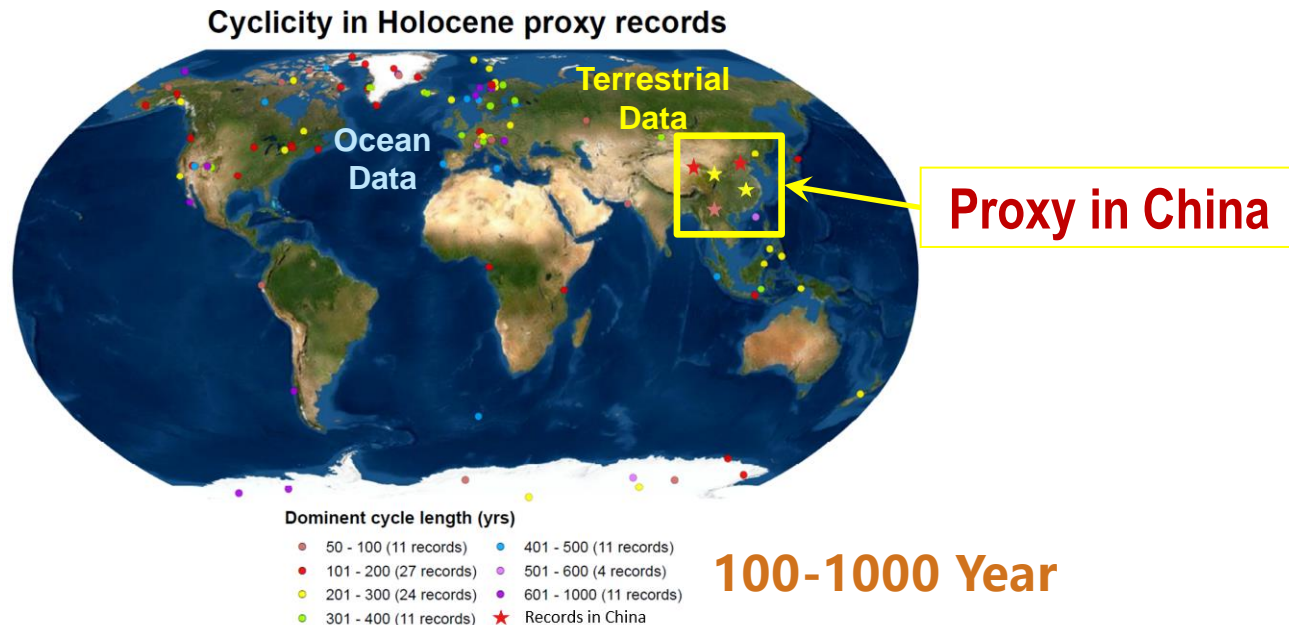 Cyclicity in Holocene proxy records
Terrestrial
Data
Ocean
Data
Proxy in China
Dominent cycle length (yrs)
50 - 100 (11 records)
101 - 200 (27 records)
201 - 300 (24 records)
301 - 400 (11 records)
401 - 500 (11 records)
501 - 600 (4 records)
601 - 1000 (11 records)
Records in China
100-1000 Year